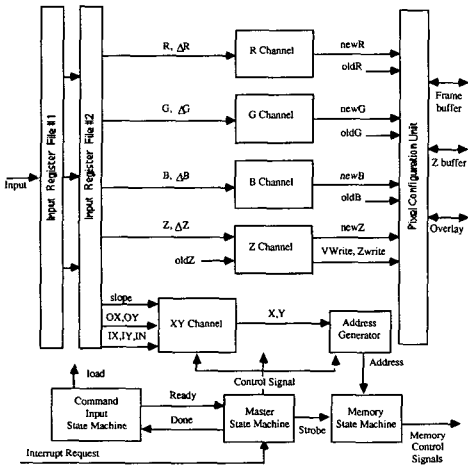 Input
Input Register File #1
Input Register File #2
R, ΔR
R Channel
newR
oldR
G, ΔG
G Channel
newG
oldG
B, ΔB
B Channel
newB
oldB
Z, ΔZ
oldZ
Z Channel
newZ
VWrite, Zwrite
Pixel Configuration Unit
Frame
buffer
Z buffer
Overlay
slope
OX,OY
IX,IY,IN
XY Channel
X,Y
Address
Generator
Address
load
Control Signal
Command
Input
State Machine
Ready
Done
Master
State Machine
Strobe
Memory
State Machine
Memory
Control
Signals
Interrupt Request